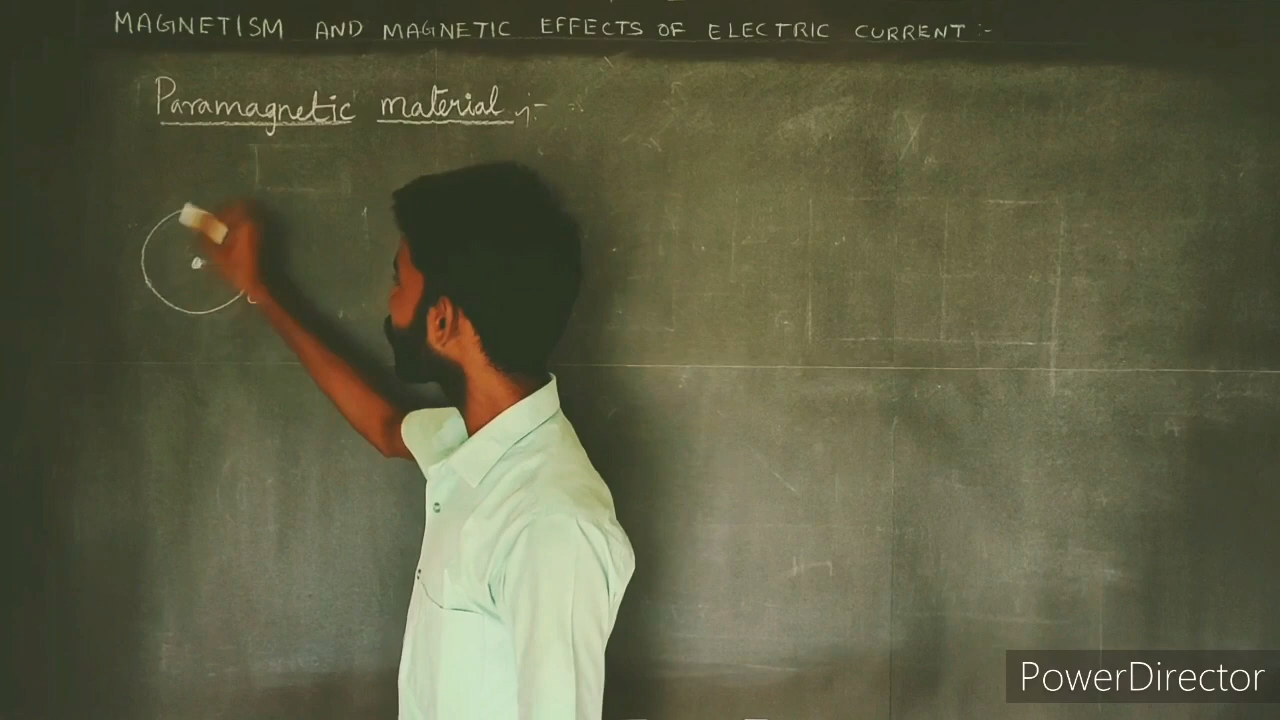 MAGNETISM AND MAGNETIC EFFECTS OF ELECTRIC CURRENT :-
Paramagnetic material :-
PowerDirector